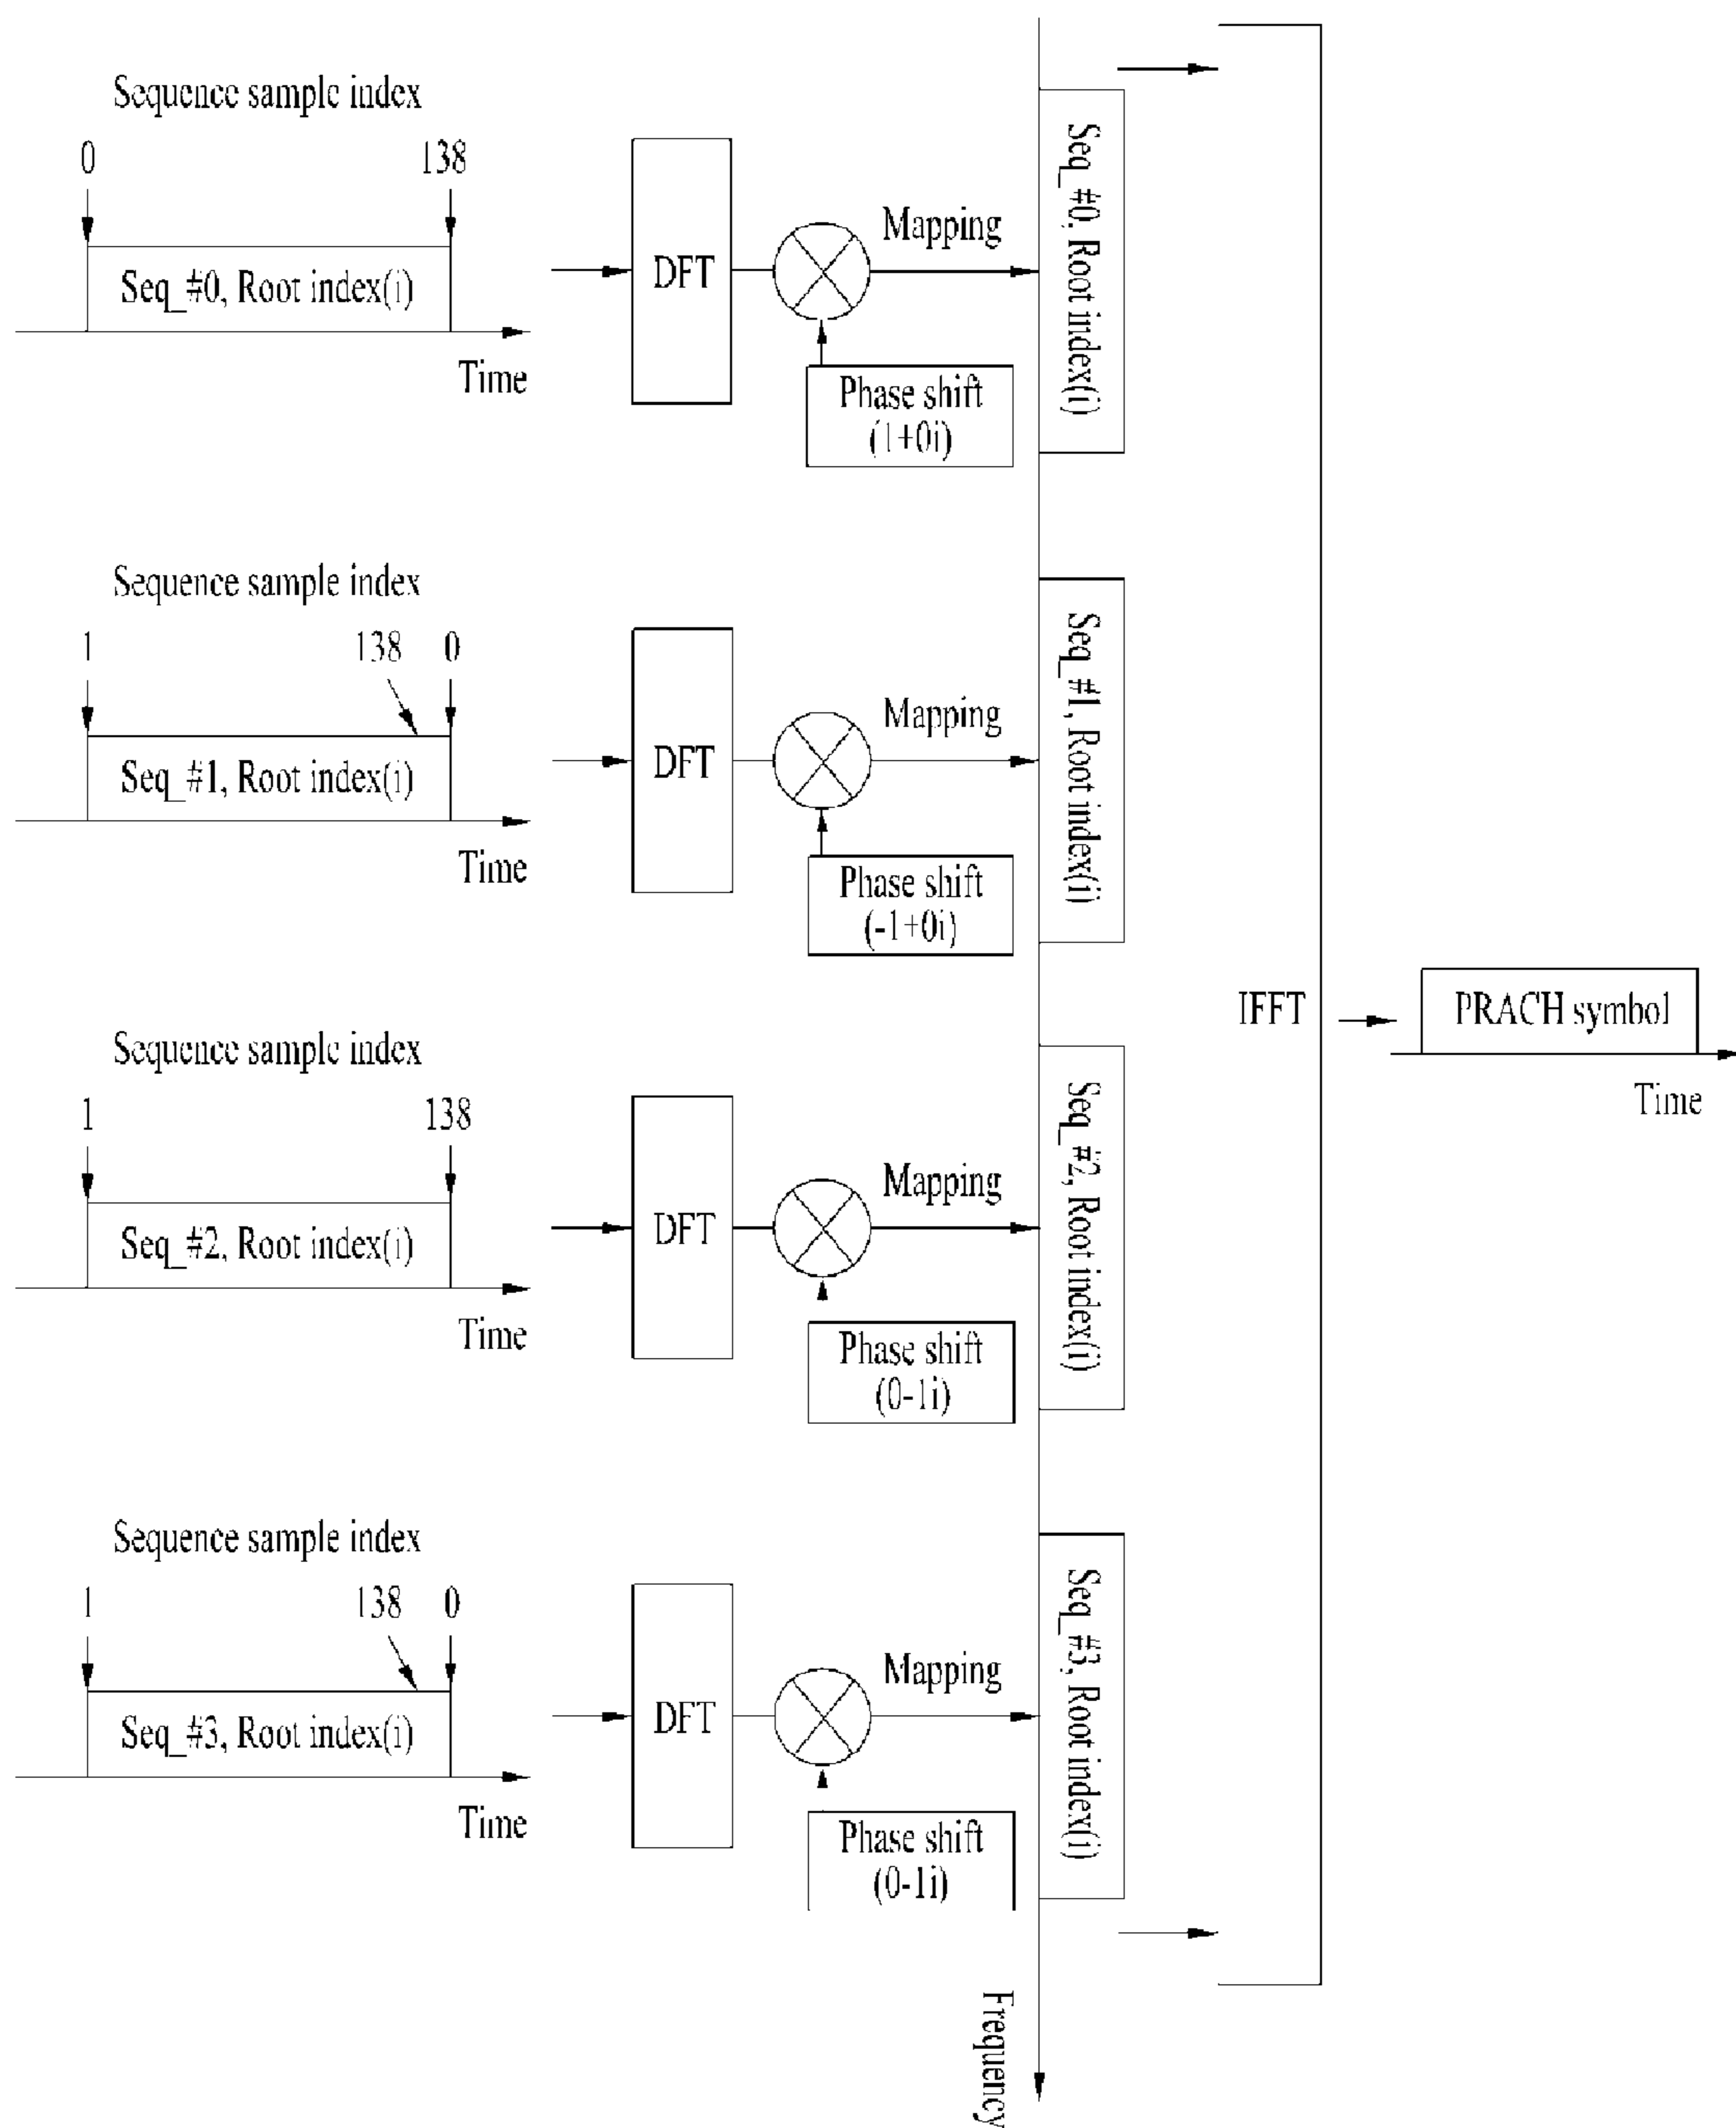 Sequence sample index
0
138
Seq_#0, Root index(i)
Time
DFT
Mapping
Phase shift
(1+0i)
Seq_#0, Root index(i)
Sequence sample index
1
138
0
Seq_#1, Root index(i)
Time
DFT
Mapping
Phase shift
(-1+0i)
Seq_#1, Root index(i)
IFFT
PRACH symbol
Time
Sequence sample index
1
138
Seq_#2, Root index(i)
Time
DFT
Mapping
Phase shift
(0-1i)
Seq_#2, Root index(i)
Sequence sample index
1
138
0
Seq_#3, Root index(i)
Time
DFT
Mapping
Phase shift
(0-1i)
Seq_#3, Root index(i)
Frequency